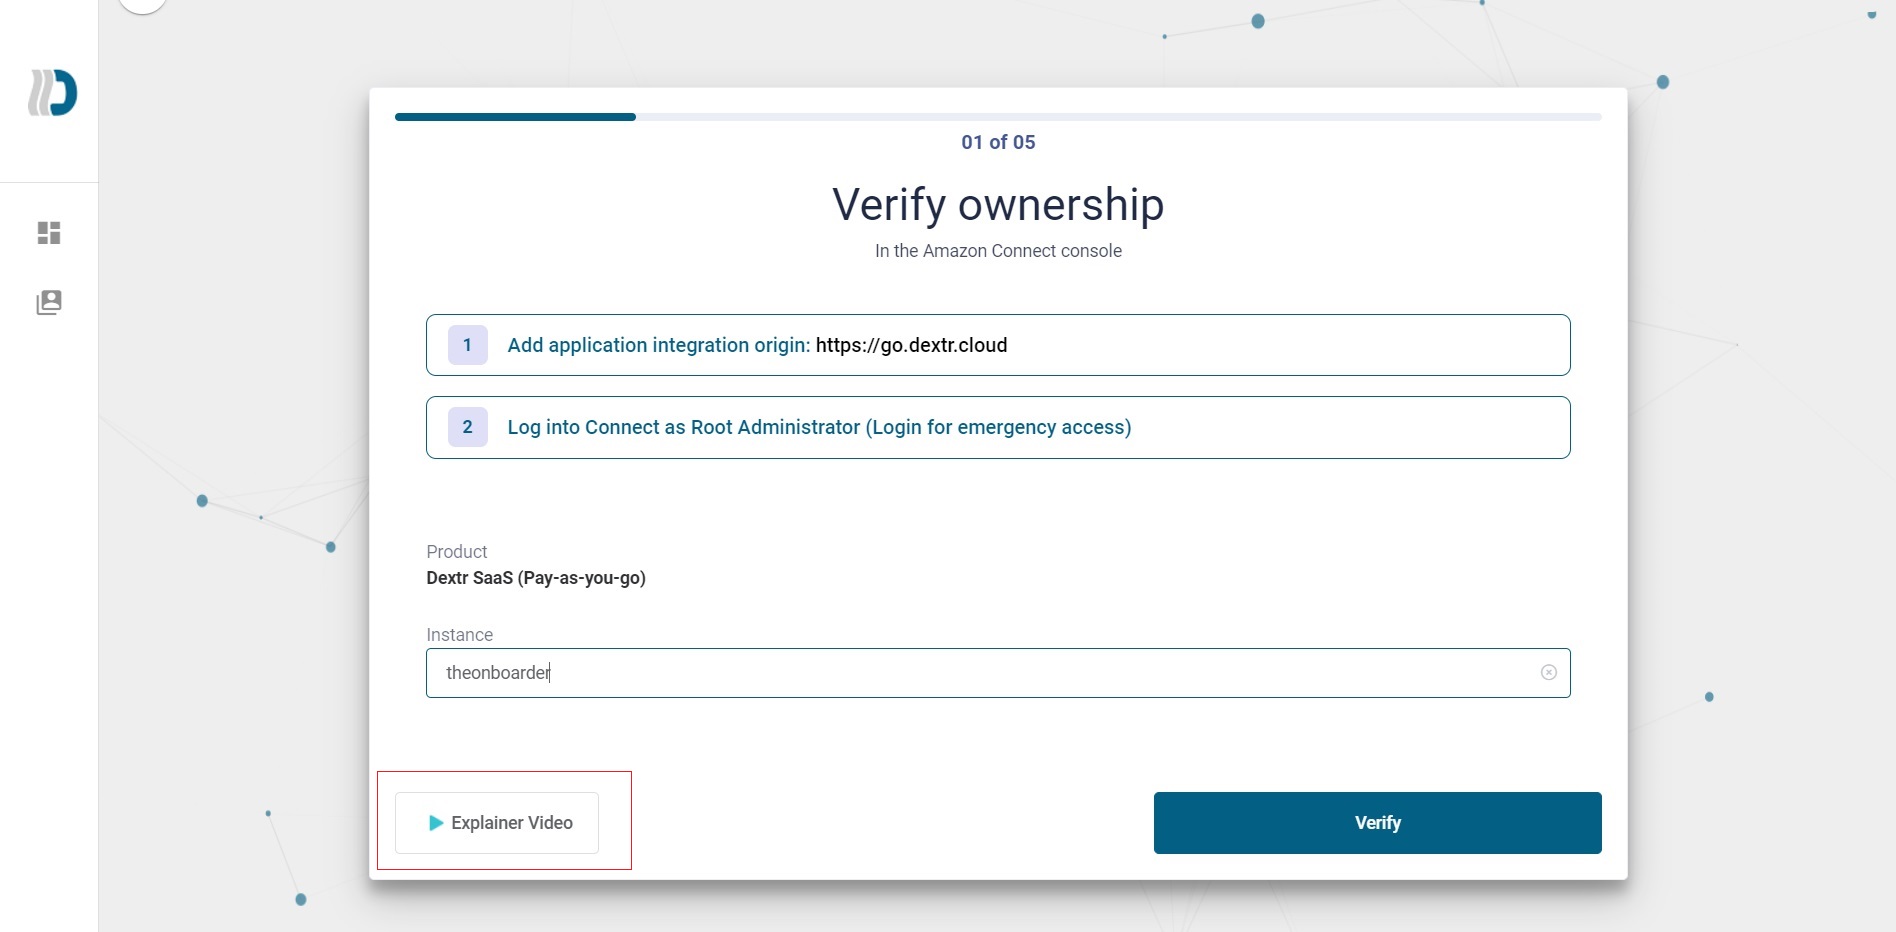 01 of 05
Verify ownership
In the Amazon Connect console
1 Add application integration origin: https://go.dextr.cloud
2 Log into Connect as Root Administrator (Login for emergency access)
Product
Dextr SaaS (Pay-as-you-go)
Instance
theonboarder
Explainer Video
Verify